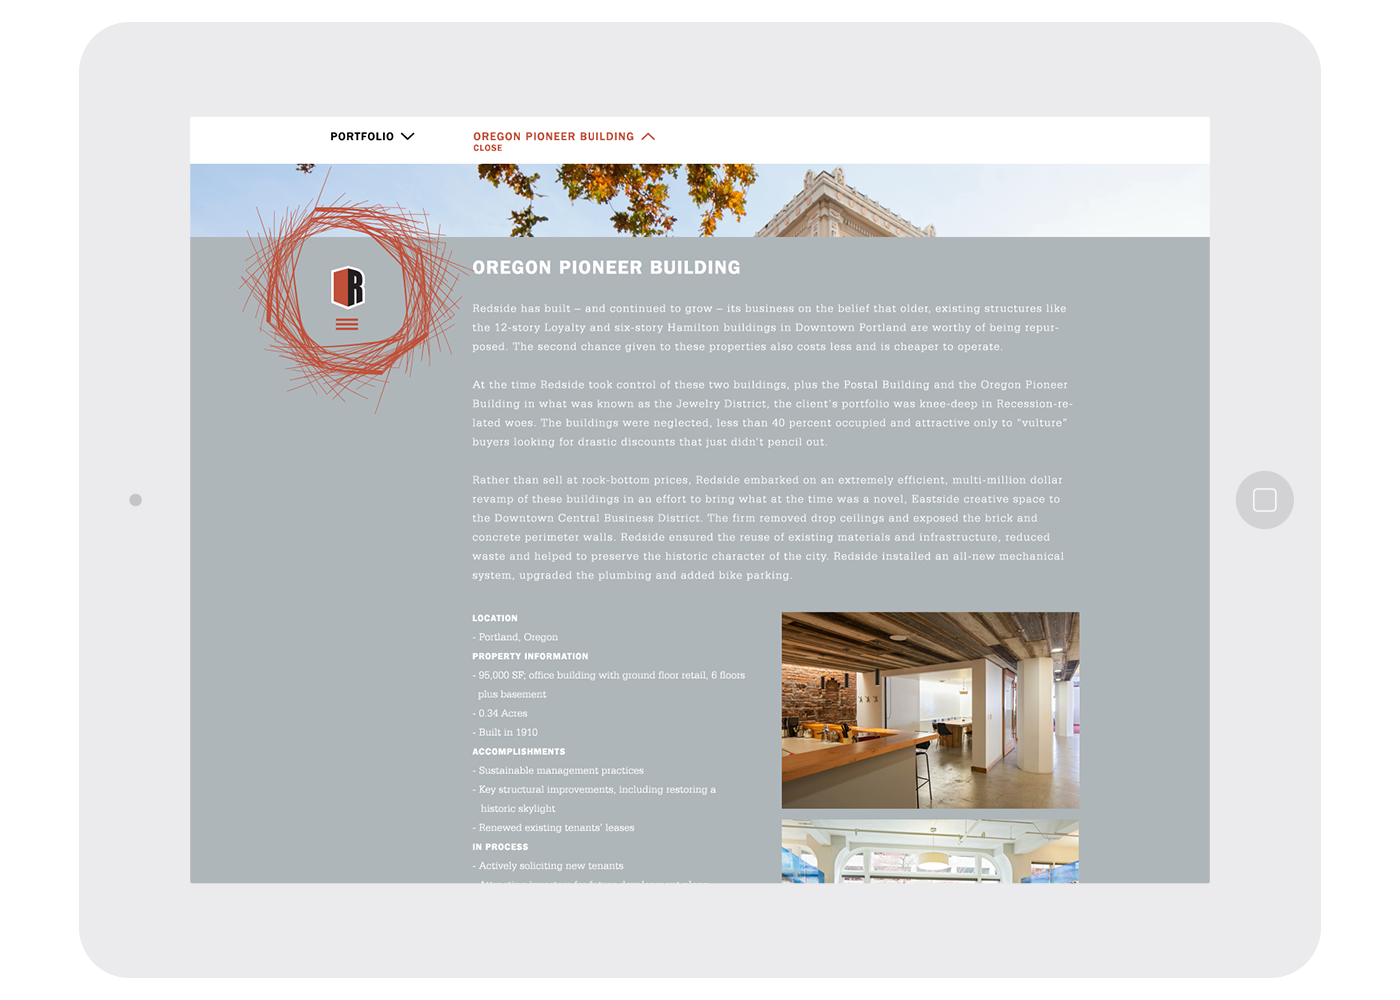 PORTFOLIO
OREGON PIONEER BUILDING
CLOSE
R
OREGON PIONEER BUILDING
Redside has built – and continued to grow – its business on the belief that older, existing structures like
the 12-story Loyalty and six-story Hamilton buildings in Downtown Portland are worthy of being repur-
posed. The second chance given to these properties also costs less and is cheaper to operate.
At the time Redside took control of these two buildings, plus the Postal Building and the Oregon Pioneer
Building in what was known as the Jewelry District, the client's portfolio was knee-deep in Recession-re-
lated woes. The buildings were neglected, less than 40 percent occupied and attractive only to "vulture"
buyers looking for drastic discounts that just didn't pencil out.
Rather than sell at rock-bottom prices, Redside embarked on an extremely efficient, multi-million dollar
revamp of these buildings in an effort to bring what at the time was a novel, Eastside creative space to
the Downtown Central Business District. The firm removed drop ceilings and exposed the brick and
concrete perimeter walls. Redside ensured the reuse of existing materials and infrastructure, reduced
waste and helped to preserve the historic character of the city. Redside installed an all-new mechanical
system, upgraded the plumbing and added bike parking.
LOCATION
- Portland, Oregon
PROPERTY INFORMATION
- 95,000 SF; office building with ground floor retail, 6 floors
plus basement
- 0.34 Acres
- Built in 1910
ACCOMPLISHMENTS
- Sustainable management practices
- Key structural improvements, including restoring a
historic skylight
- Renewed existing tenants' leases
IN PROCESS
- Actively soliciting new tenants